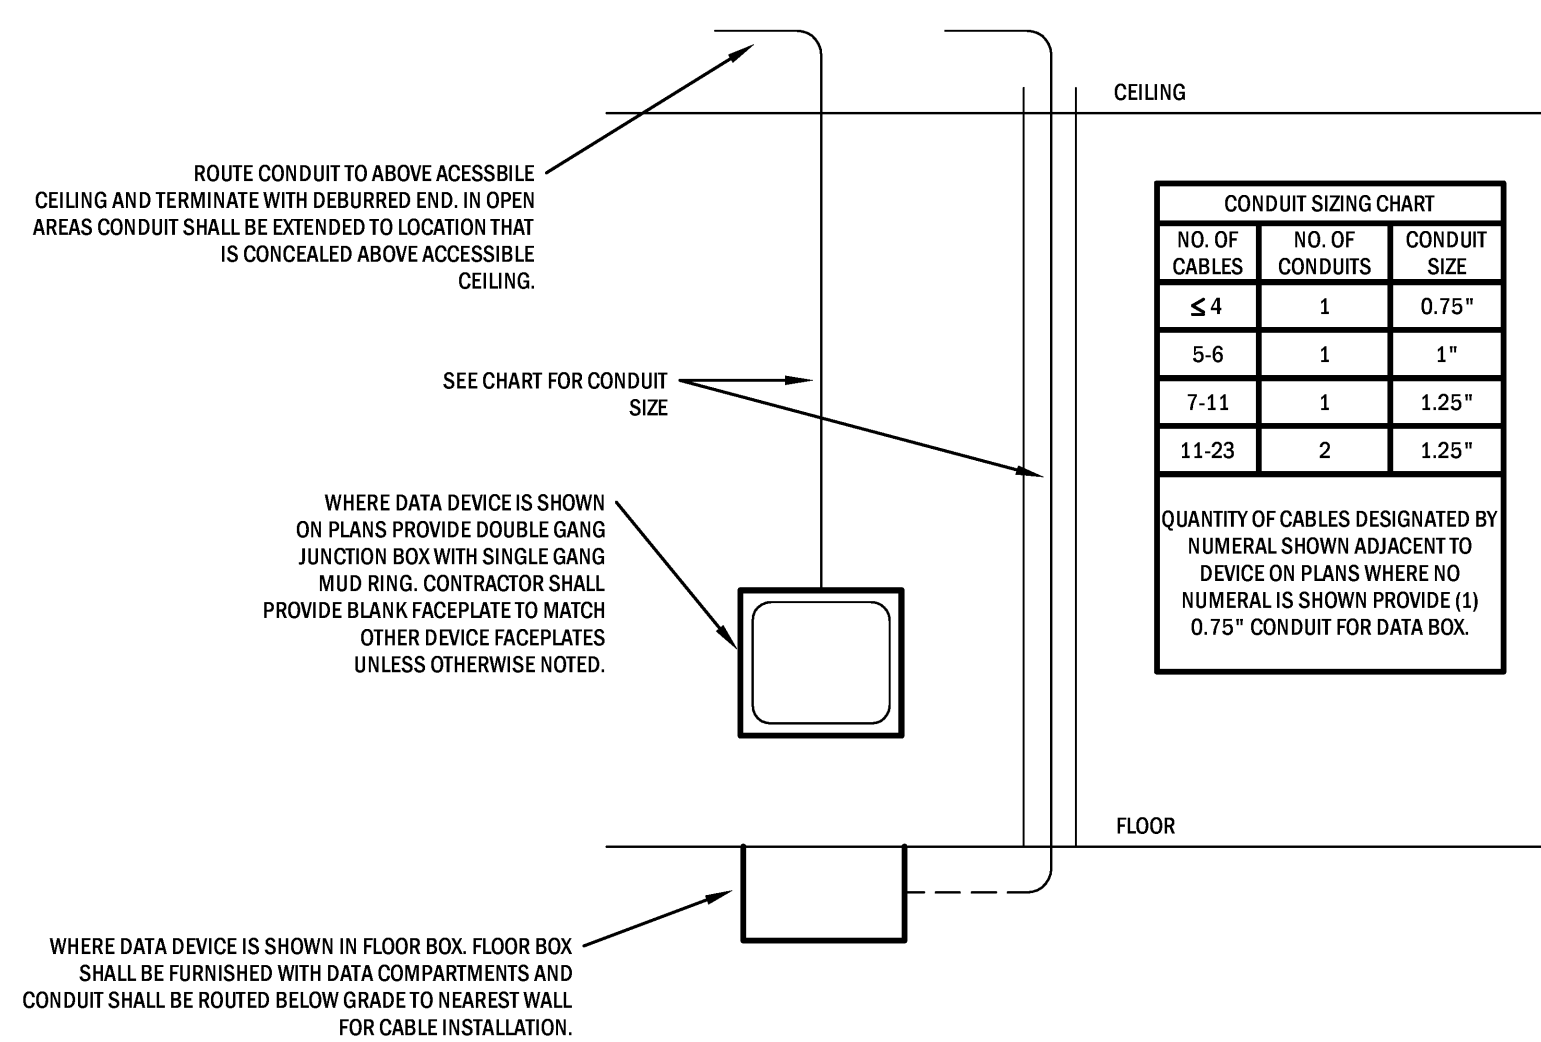 CEILING
ROUTE CONDUIT TO ABOVE ACESSBILE
CEILING AND TERMINATE WITH DEBURRED END. IN OPEN
AREAS CONDUIT SHALL BE EXTENDED TO LOCATION THAT
IS CONCEALED ABOVE ACCESSIBLE
CEILING.
SEE CHART FOR CONDUIT
SIZE
WHERE DATA DEVICE IS SHOWN
ON PLANS PROVIDE DOUBLE GANG
JUNCTION BOX WITH SINGLE GANG
MUD RING. CONTRACTOR SHALL
PROVIDE BLANK FACEPLATE TO MATCH
OTHER DEVICE FACEPLATES
UNLESS OTHERWISE NOTED.
CONDUIT SIZING CHART
NO. OF CABLES NO. OF CONDUITS CONDUIT SIZE
≤ 4 1 0.75"
5-6 1 1"
7-11 1 1.25"
11-23 2 1.25"
QUANTITY OF CABLES DESIGNATED BY
NUMERAL SHOWN ADJACENT TO
DEVICE ON PLANS WHERE NO
NUMERAL IS SHOWN PROVIDE (1)
0.75" CONDUIT FOR DATA BOX.
FLOOR
WHERE DATA DEVICE IS SHOWN IN FLOOR BOX. FLOOR BOX
SHALL BE FURNISHED WITH DATA COMPARTMENTS AND
CONDUIT SHALL BE ROUTED BELOW GRADE TO NEAREST WALL
FOR CABLE INSTALLATION.